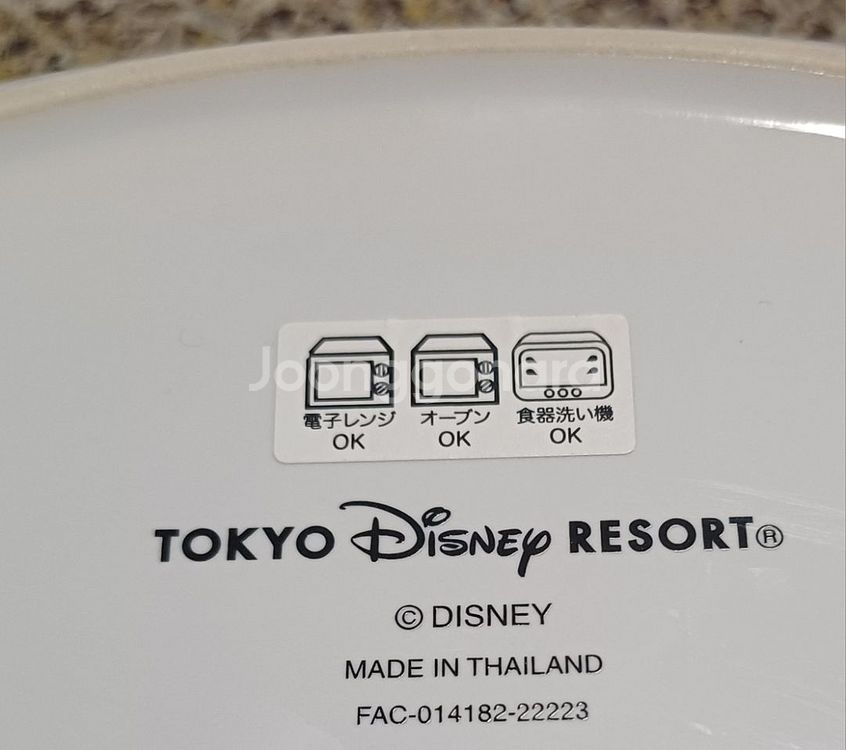 Joonggonara
電子レンジ オーブン 食器洗い機
OK OK OK
TOKYO Disney RESORT®
© DISNEY
MADE IN THAILAND
FAC-014182-22223